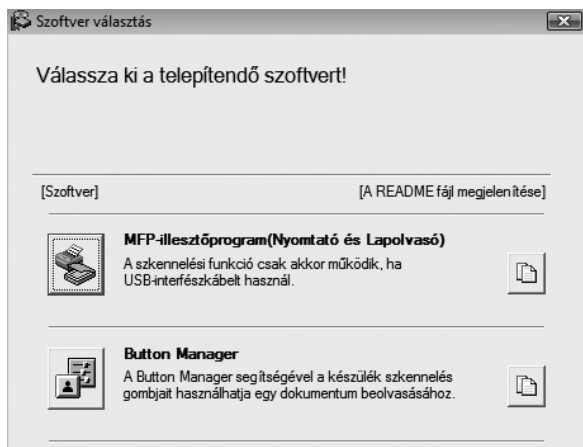 Szoftver választás
Válassza ki a telepítendő szoftvert!
[Szoftver] [A README fájl megjelenítése]
MFP-illesztőprogram(Nyomtató és Lapolvasó)
A szkennelési funkció csak akkor működik, ha
USB-interfészkábelt használ.
Button Manager
A Button Manager segítségével a készülék szkennelés
gombjait használhatja egy dokumentum beolvasásához.